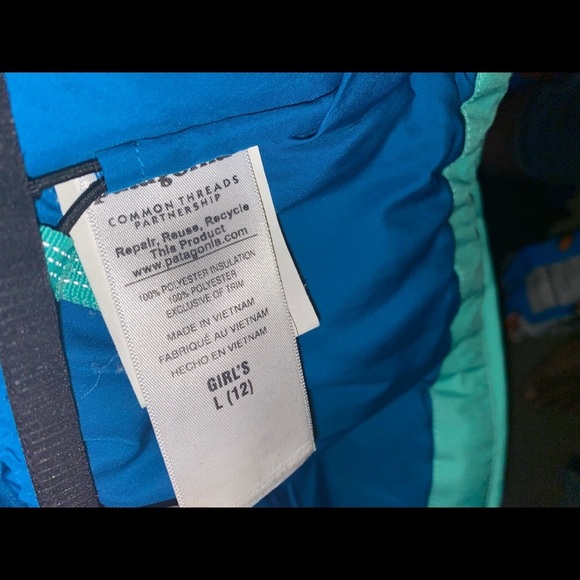 COMMON THREADS
PARTNERSHIP
Repair, Reuse, Recycle
This Product
www.patagonia.com
100% POLYESTER INSULATION
100% POLYESTER
EXCLUSIVE OF TRIM
MADE IN VIETNAM
FABRIQUÉ AU VIETNAM
HECHO EN VIETNAM
GIRL'S
L (12)